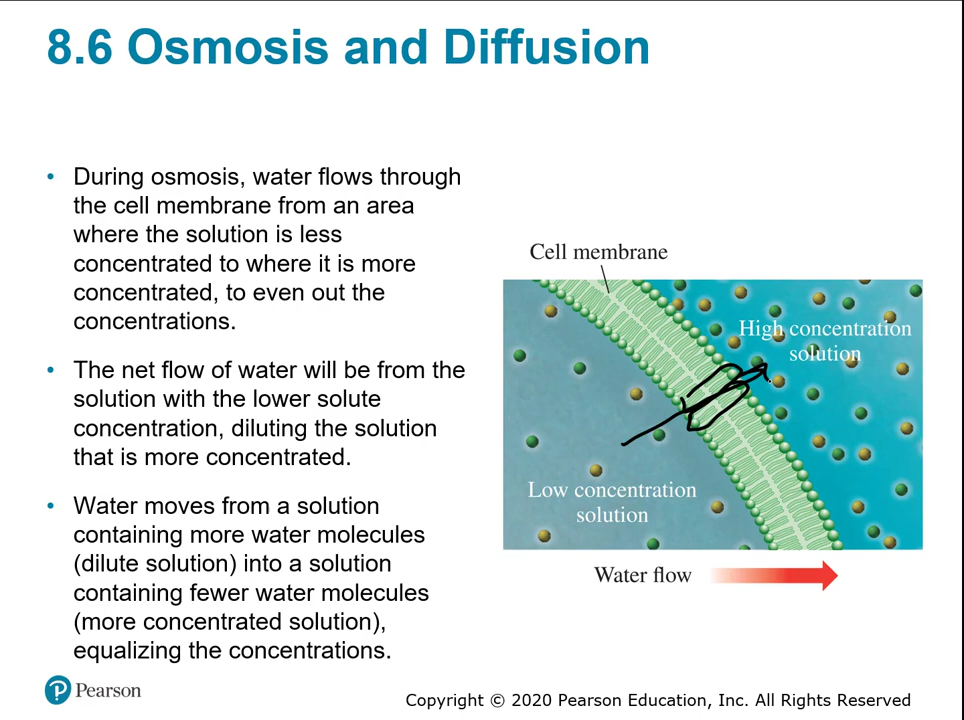 8.6 Osmosis and Diffusion
• During osmosis, water flows through
the cell membrane from an area
where the solution is less
concentrated to where it is more
concentrated, to even out the
concentrations.
• The net flow of water will be from the
solution with the lower solute
concentration, diluting the solution
that is more concentrated.
• Water moves from a solution
containing more water molecules
(dilute solution) into a solution
containing fewer water molecules
(more concentrated solution),
equalizing the concentrations.
Cell membrane
High concentration
solution
Low concentration
solution
Water flow
P Pearson
Copyright © 2020 Pearson Education, Inc. All Rights Reserved